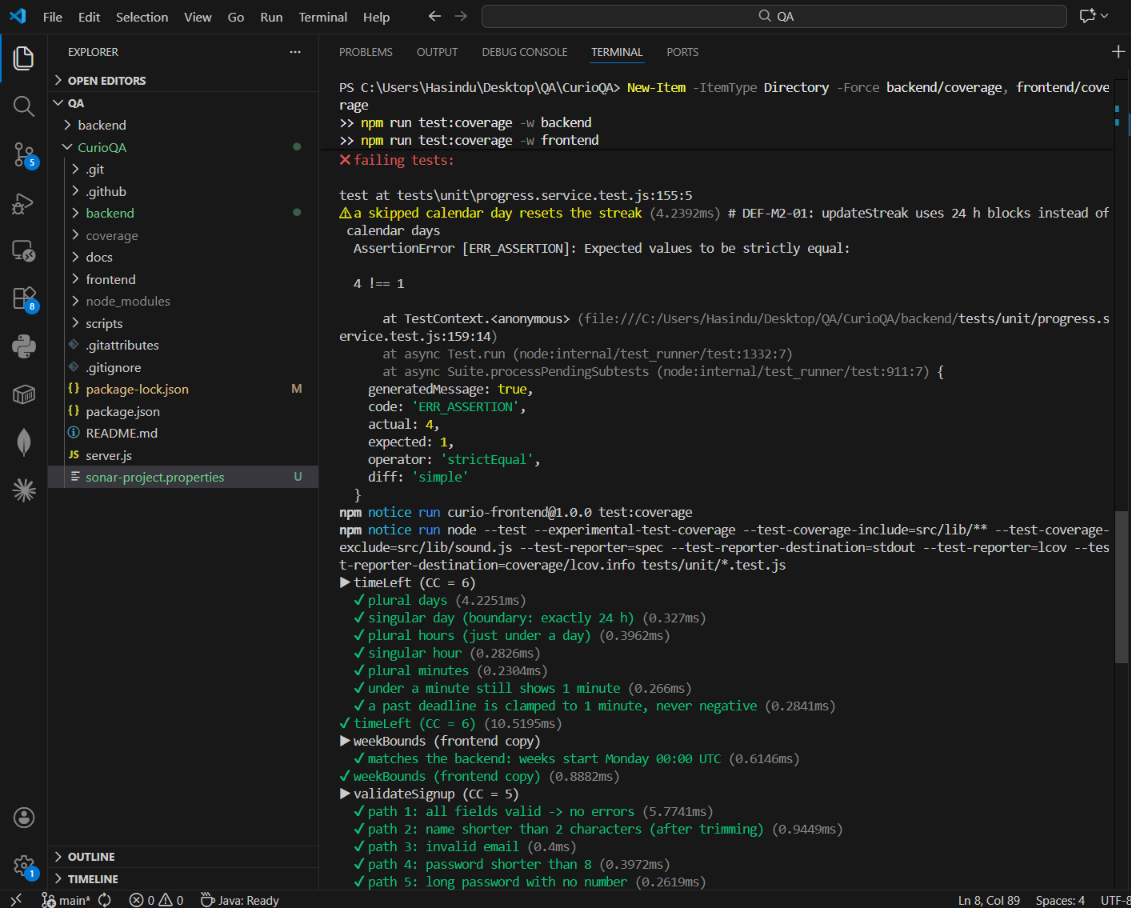 File Edit Selection View Go Run Terminal Help
QA
EXPLORER
OPEN EDITORS
QA
backend
CurioQA
.git
.github
backend
coverage
docs
frontend
node_modules
scripts
.gitattributes
.gitignore
{} package-lock.json M
{} package.json
README.md
JS server.js
sonar-project.properties U
OUTLINE
TIMELINE
5
8
1
PROBLEMS OUTPUT DEBUG CONSOLE TERMINAL PORTS
PS C:\Users\Hasindu\Desktop\QA\CurioQA> New-Item -ItemType Directory -Force backend/coverage, frontend/cove
rage
>> npm run test:coverage -w backend
>> npm run test:coverage -w frontend
✕ failing tests:
test at tests\unit\progress.service.test.js:155:5
⚠ a skipped calendar day resets the streak (4.2392ms) # DEF-M2-01: updateStreak uses 24 h blocks instead of
calendar days
AssertionError [ERR_ASSERTION]: Expected values to be strictly equal:
4 !== 1
at TestContext.<anonymous> (file:///C:/Users/Hasindu/Desktop/QA/CurioQA/backend/tests/unit/progress.s
ervice.test.js:159:14)
at async Test.run (node:internal/test_runner/test:1332:7)
at async Suite.processPendingSubtests (node:internal/test_runner/test:911:7) {
generatedMessage: true,
code: 'ERR_ASSERTION',
actual: 4,
expected: 1,
operator: 'strictEqual',
diff: 'simple'
}
npm notice run curio-frontend@1.0.0 test:coverage
npm notice run node --test --experimental-test-coverage --test-coverage-include=src/lib/** --test-coverage-
exclude=src/lib/sound.js --test-reporter=spec --test-reporter-destination=stdout --test-reporter=lcov --tes
t-reporter-destination=coverage/lcov.info tests/unit/*.test.js
▶ timeLeft (CC = 6)
✓ plural days (4.2251ms)
✓ singular day (boundary: exactly 24 h) (0.327ms)
✓ plural hours (just under a day) (0.3962ms)
✓ singular hour (0.2826ms)
✓ plural minutes (0.2304ms)
✓ under a minute still shows 1 minute (0.266ms)
✓ a past deadline is clamped to 1 minute, never negative (0.2841ms)
✓ timeLeft (CC = 6) (10.5195ms)
▶ weekBounds (frontend copy)
✓ matches the backend: weeks start Monday 00:00 UTC (0.6146ms)
✓ weekBounds (frontend copy) (0.8882ms)
▶ validateSignup (CC = 5)
✓ path 1: all fields valid -> no errors (5.7741ms)
✓ path 2: name shorter than 2 characters (after trimming) (0.9449ms)
✓ path 3: invalid email (0.4ms)
✓ path 4: password shorter than 8 (0.3972ms)
✓ path 5: long password with no number (0.2619ms)
main* 0 0 Java: Ready Ln 8, Col 89 Spaces: 4 UTF-8